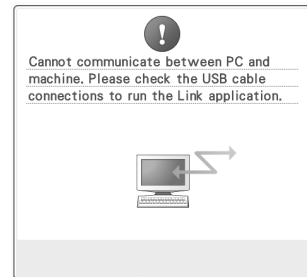 Cannot communicate between PC and
machine. Please check the USB cable
connections to run the Link application.